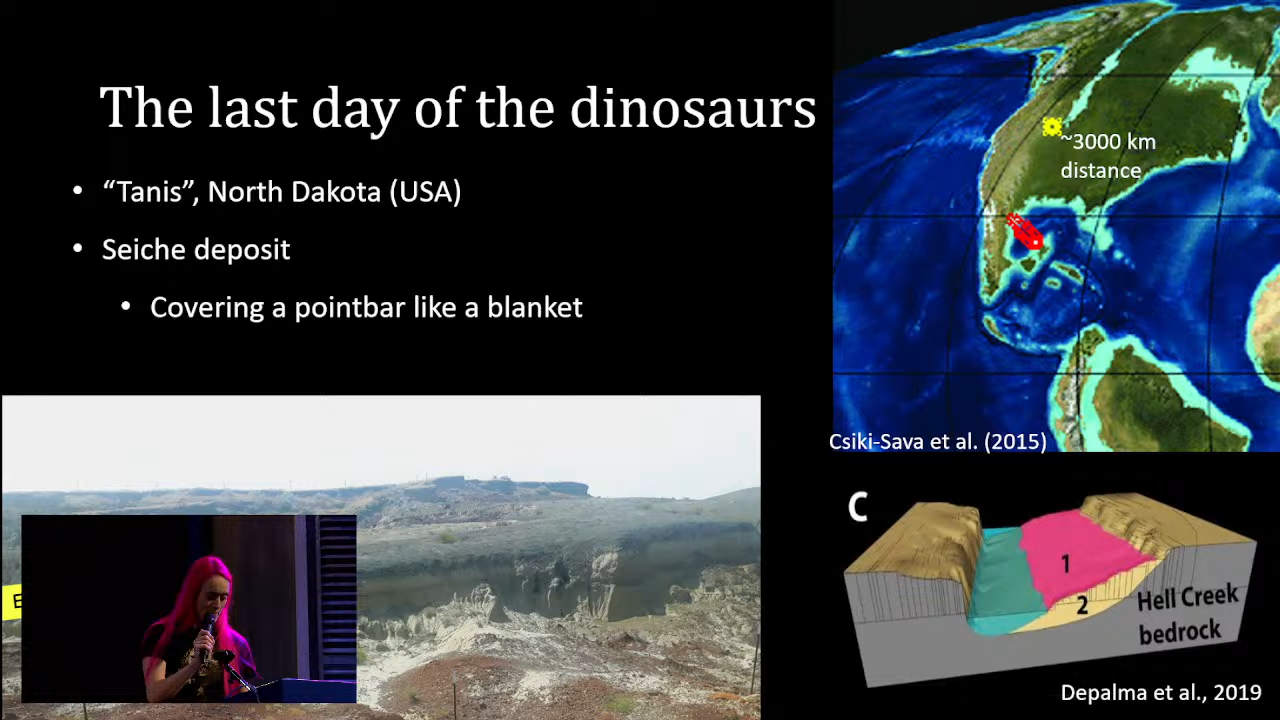 The last day of the dinosaurs
• “Tanis”, North Dakota (USA)
• Seiche deposit
• Covering a pointbar like a blanket
~3000 km
distance
Csiki-Sava et al. (2015)
E
C
1
2
Hell Creek
bedrock
Depalma et al., 2019